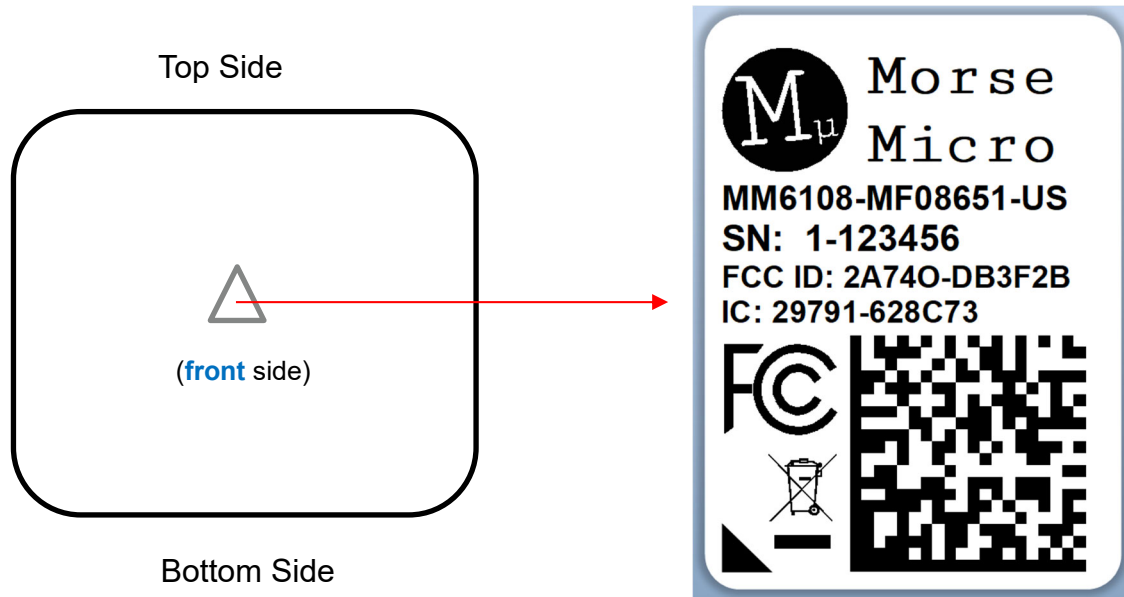 Top Side
(front side)
Bottom Side
Mμ
Morse
Micro
MM6108-MF08651-US
SN: 1-123456
FCC ID: 2A74O-DB3F2B
IC: 29791-628C73
FC